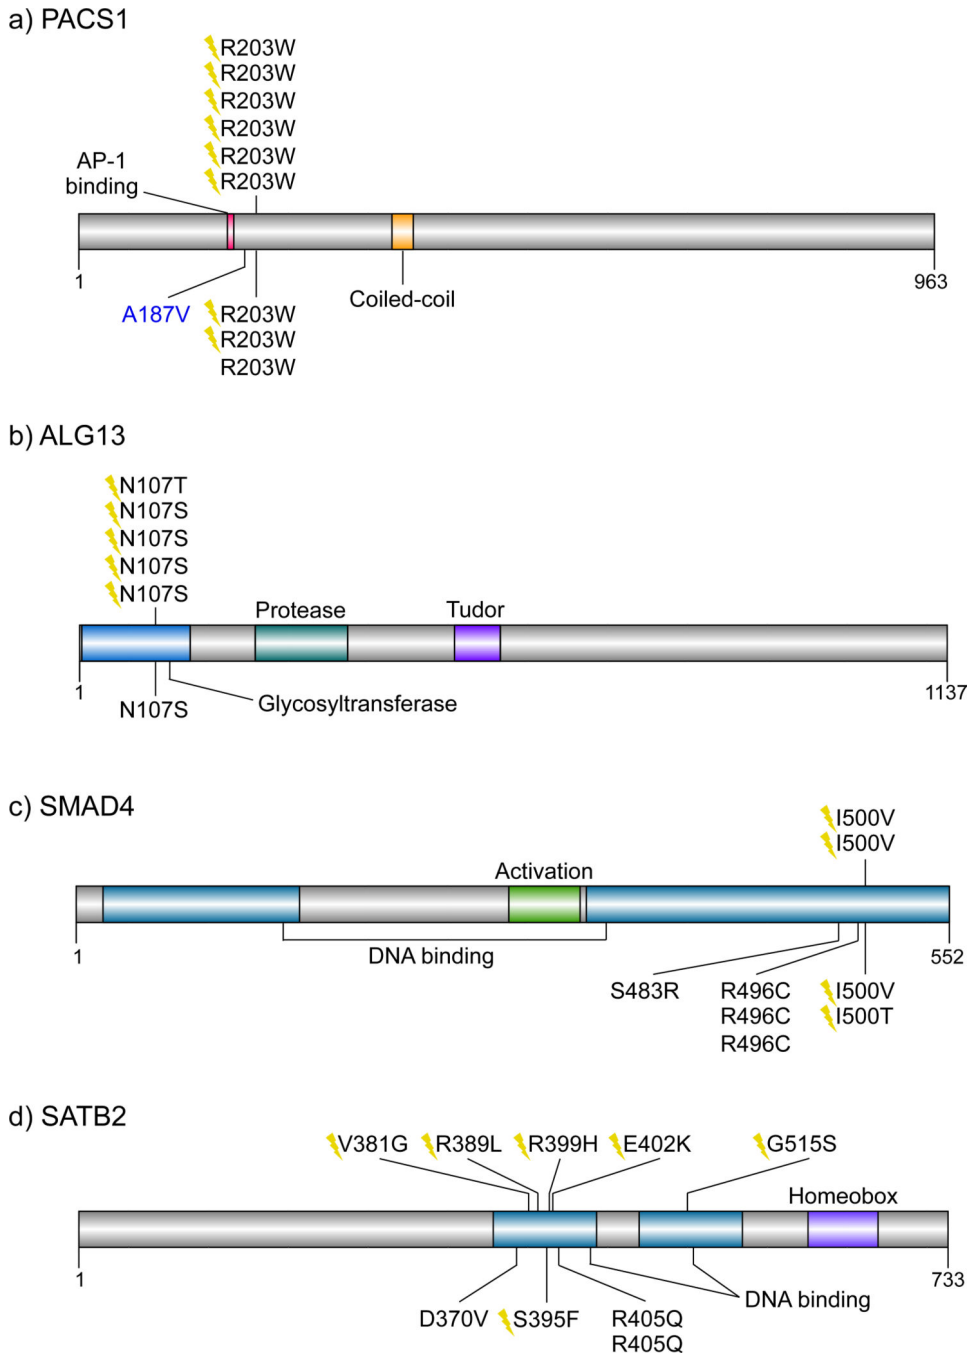 a) PACS1
R203W
R203W
R203W
R203W
R203W
R203W
AP-1
binding
1
963
A187V
Coiled-coil
R203W
R203W
R203W
b) ALG13
N107T
N107S
N107S
N107S
N107S
Protease
Tudor
1
1137
N107S
Glycosyltransferase
c) SMAD4
I500V
I500V
Activation
1
DNA binding
552
S483R
R496C
I500V
R496C
I500T
R496C
d) SATB2
V381G
R389L
R399H
E402K
G515S
Homeobox
1
733
D370V
S395F
R405Q
DNA binding
R405Q